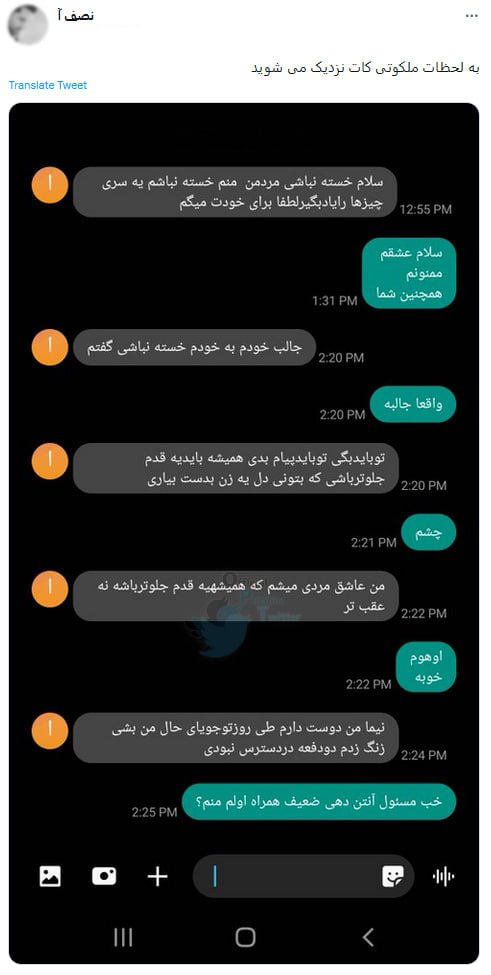 نصف آ
به لحظات ملکوتی کات نزدیک می شوید
Translate Tweet
سلام خسته نباشی مردمن منم خسته نباشم یه سری
چیزها رایادبگیرلطفا برای خودت میگم
12:55 PM
سلام عشقم
ممنونم
همچنین شما
1:31 PM
جالب خودم به خودم خسته نباشی گفتم
2:20 PM
واقعا جالبه
2:20 PM
توبایدبگی توبایدپیام بدی همیشه بایدیه قدم
جلوترباشی که بتونی دل یه زن بدست بیاری
2:20 PM
چشم
2:21 PM
من عاشق مردی میشم که همیشهیه قدم جلوترباشه نه
عقب تر
2:22 PM
اوهوم
خوبه
2:22 PM
نیما من دوست دارم طی روزتوجویای حال من بشی
زنگ زدم دودفعه دردسترس نبودی
2:24 PM
خب مسئول آنتن دهی ضعیف همراه اولم منم؟
2:25 PM